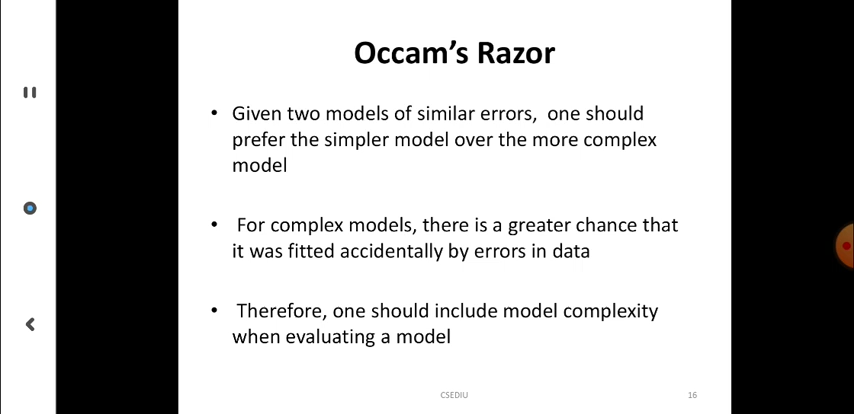 Occam's Razor
• Given two models of similar errors,  one should
prefer the simpler model over the more complex
model
•  For complex models, there is a greater chance that
it was fitted accidentally by errors in data
•  Therefore, one should include model complexity
when evaluating a model
CSEDIU
16